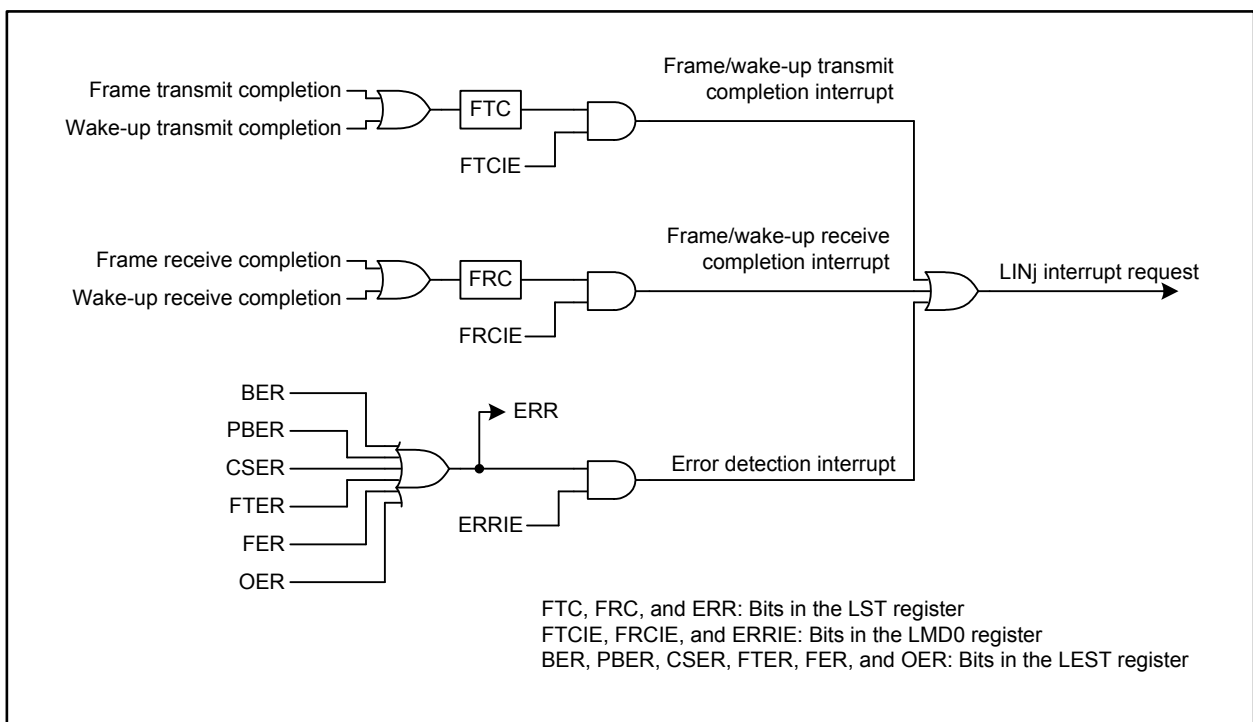 Frame transmit completion
Wake-up transmit completion
FTC
FTCIE
Frame/wake-up transmit
completion interrupt
Frame receive completion
Wake-up receive completion
FRC
FRCIE
Frame/wake-up receive
completion interrupt
LINj interrupt request
BER
PBER
CSER
FTER
FER
OER
ERR
ERRIE
Error detection interrupt
FTC, FRC, and ERR: Bits in the LST register
FTCIE, FRCIE, and ERRIE: Bits in the LMD0 register
BER, PBER, CSER, FTER, FER, and OER: Bits in the LEST register